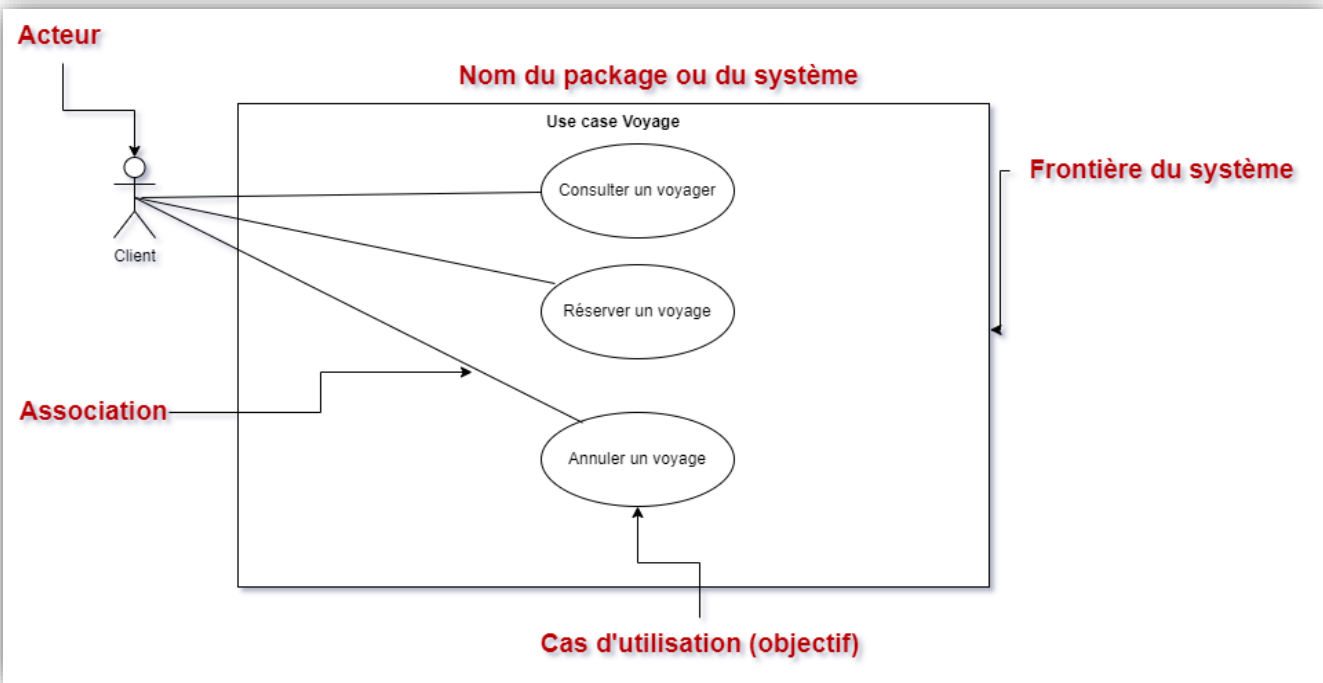 Acteur
Nom du package ou du système
Use case Voyage
Consulter un voyager
Frontière du système
Client
Réserver un voyage
Association
Annuler un voyage
Cas d'utilisation (objectif)